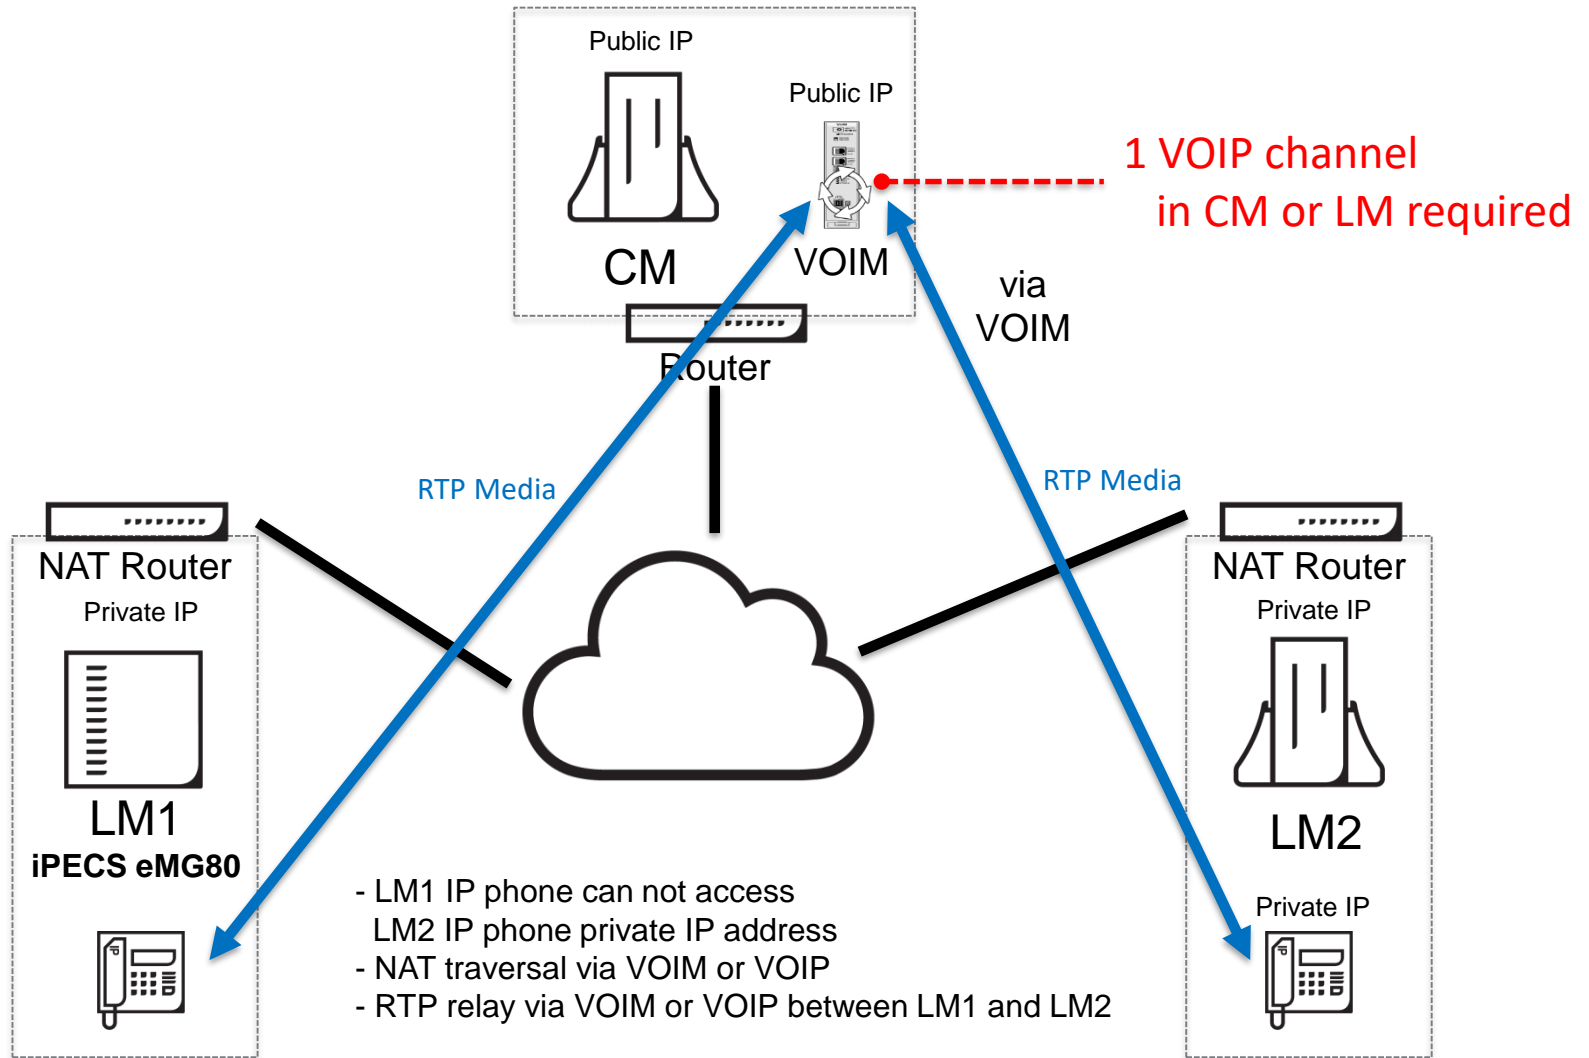 Public IP
Public IP
1 VOIP channel
in CM or LM required
CM
VOIM
via
VOIM
Router
RTP Media
RTP Media
NAT Router
Private IP
LM1
iPECS eMG80
NAT Router
Private IP
LM2
Private IP
IP
IP
- LM1 IP phone can not access
LM2 IP phone private IP address
- NAT traversal via VOIM or VOIP
- RTP relay via VOIM or VOIP between LM1 and LM2